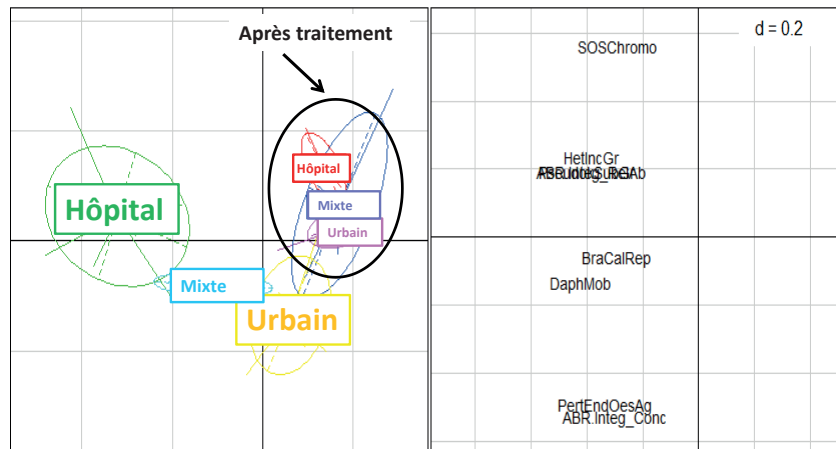 Après traitement
Hôpital
Mixte
Urbain
Hôpital
Mixte
Urbain
d = 0.2
SOSChromo
HetIncGr
BraCalRep
DaphMob
PertEndOesAg
ABR.Integ_Conc